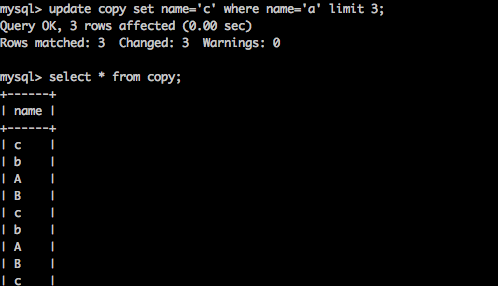 mysql> update copy set name='c' where name='a' limit 3;
Query OK, 3 rows affected (0.00 sec)
Rows matched: 3  Changed: 3  Warnings: 0

mysql> select * from copy;
+------+
| name |
+------+
| c    |
| b    |
| A    |
| B    |
| c    |
| b    |
| A    |
| B    |
| c    |